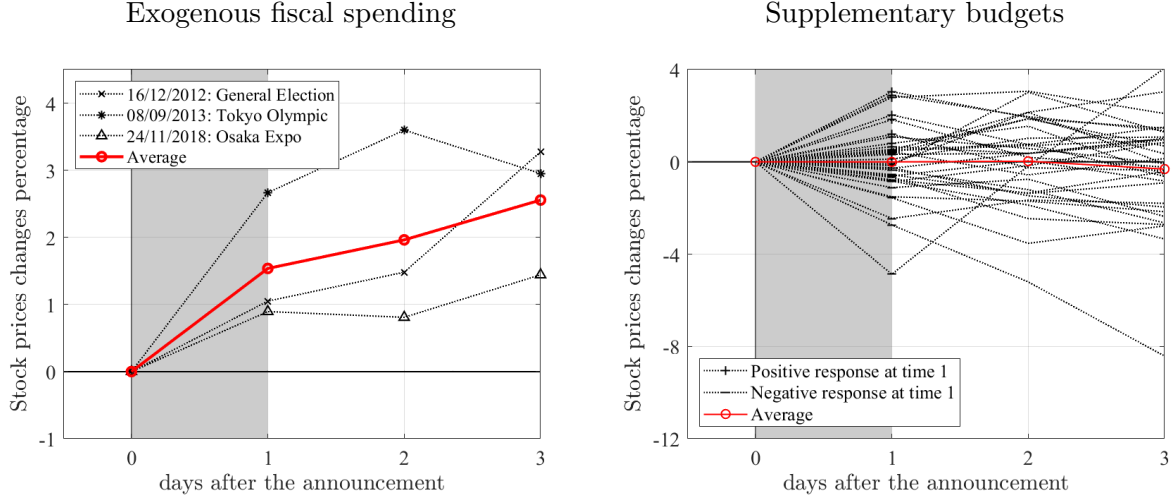 Exogenous fiscal spending
Stock prices changes percentage
4
3
2
1
0
-1
16/12/2012: General Election
08/09/2013: Tokyo Olympic
24/11/2018: Osaka Expo
Average
0 1 2 3
days after the announcement
Supplementary budgets
Stock prices changes percentage
4
0
-4
-8
-12
Positive response at time 1
Negative response at time 1
Average
0 1 2 3
days after the announcement